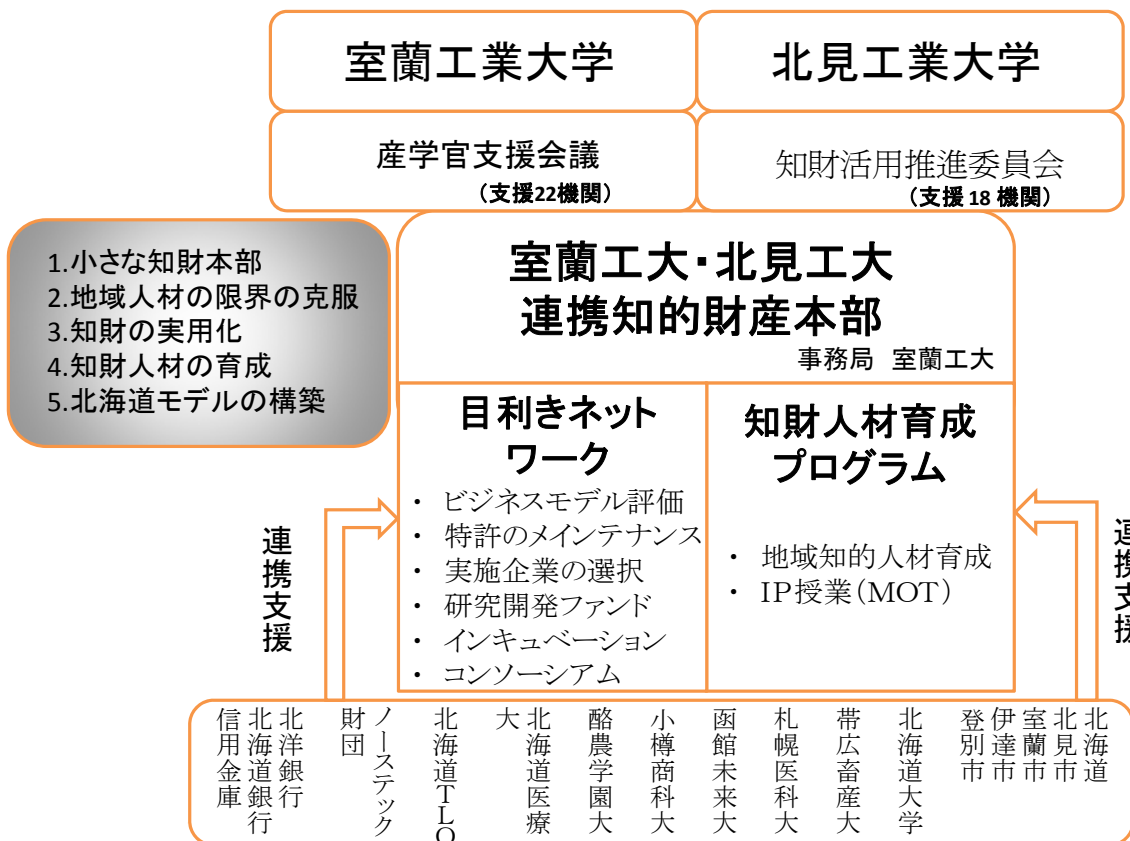 室蘭工業大学
北見工業大学
産学官支援会議
(支援22機関)
知財活用推進委員会
(支援 18 機関)
1.小さな知財本部
2.地域人材の限界の克服
3.知財の実用化
4.知財人材の育成
5.北海道モデルの構築
室蘭工大・北見工大
連携知的財産本部
事務局 室蘭工大
目利きネット
ワーク
・ ビジネスモデル評価
・ 特許のメインテナンス
・ 実施企業の選択
・ 研究開発ファンド
・ インキュベーション
・ コンソーシアム
知財人材育成
プログラム
・ 地域知的人材育成
・ IP授業(MOT)
連携支援
連携支援
北洋銀行
北海道銀行
信用金庫
ノーステック
財団
北海道TLO
北海道医療
大
酪農学園大
小樽商科大
函館未来大
札幌医科大
帯広畜産大
北海道大学
北海道
北見市
室蘭市
伊達市
登別市